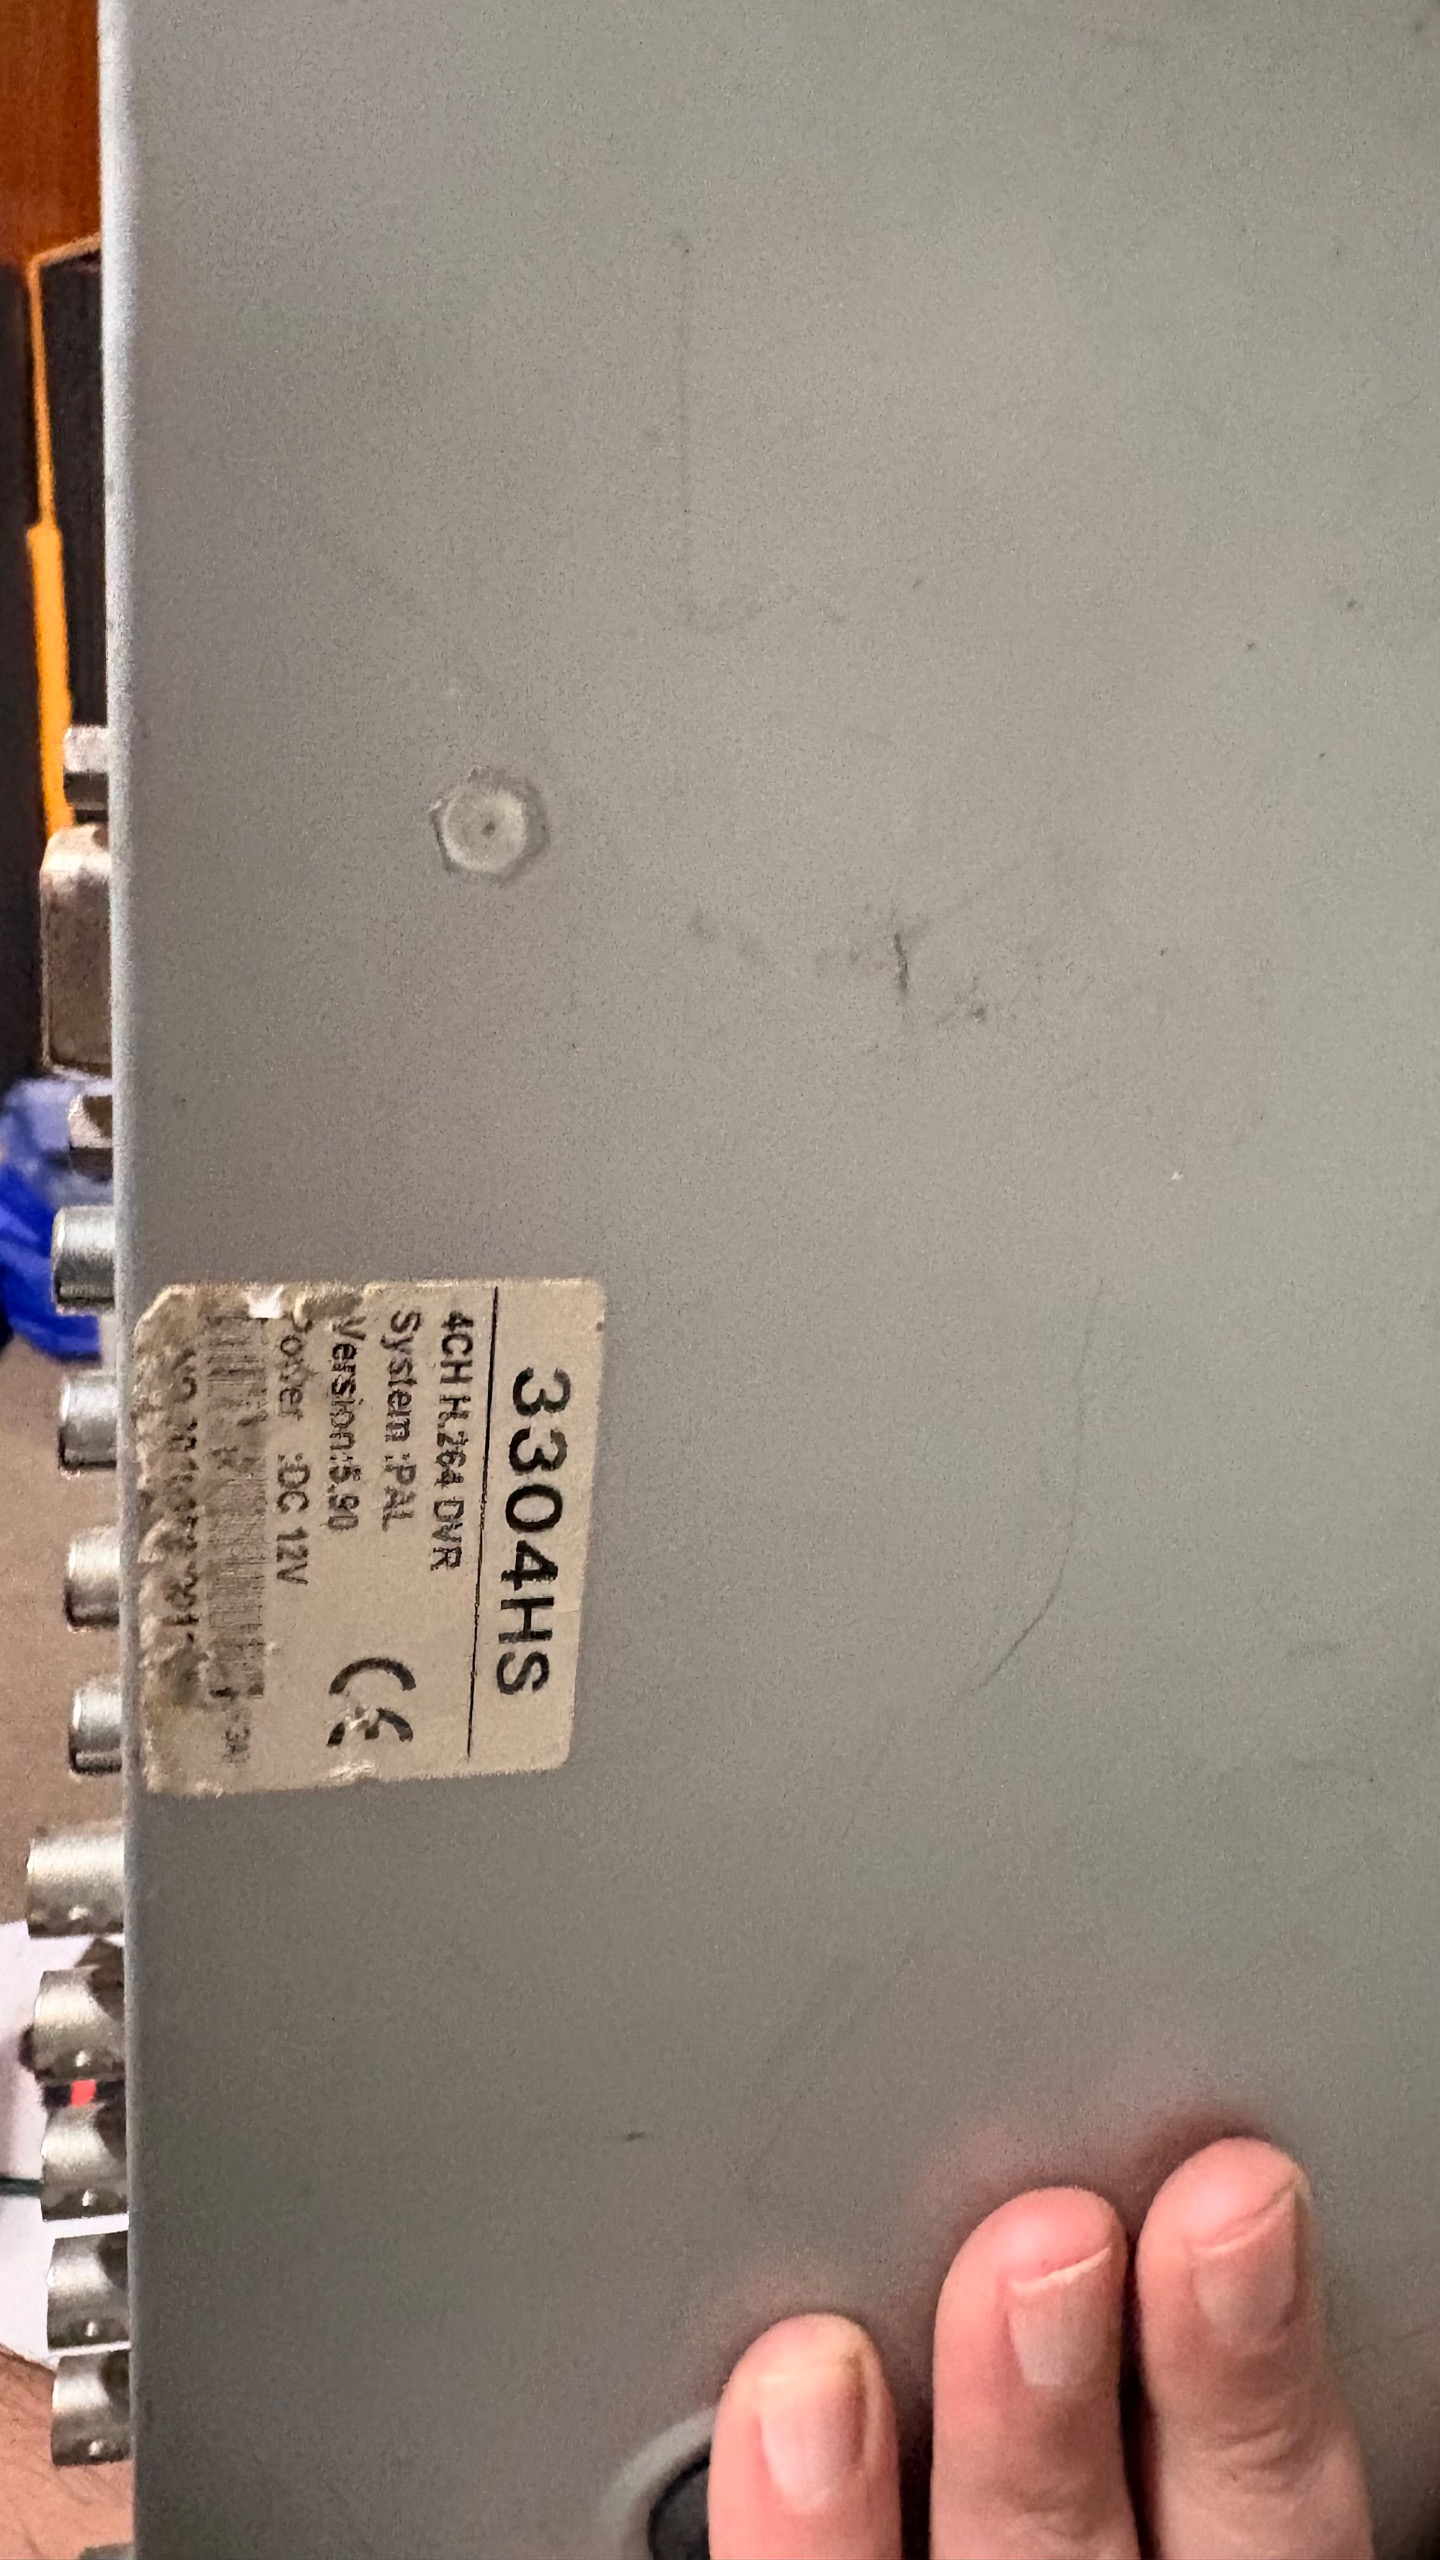 3304HS
4CH H.264 DVR
System :PAL
Version:5.90
Power :DC 12V
CE